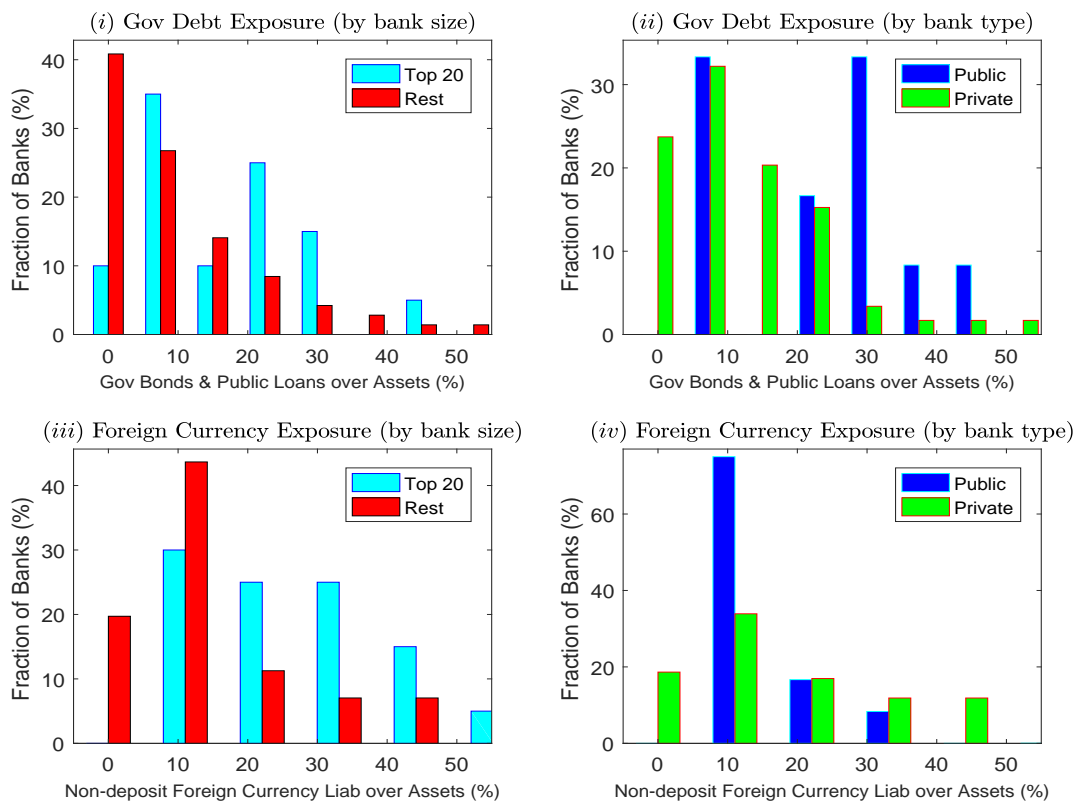 (i) Gov Debt Exposure (by bank size)
40
30
20
10
0
Fraction of Banks (%)
Top 20
Rest
0 10 20 30 40 50
Gov Bonds & Public Loans over Assets (%)
(ii) Gov Debt Exposure (by bank type)
30
20
10
0
Fraction of Banks (%)
Public
Private
0 10 20 30 40 50
Gov Bonds & Public Loans over Assets (%)
(iii) Foreign Currency Exposure (by bank size)
40
30
20
10
0
Fraction of Banks (%)
Top 20
Rest
0 10 20 30 40 50
Non-deposit Foreign Currency Liab over Assets (%)
(iv) Foreign Currency Exposure (by bank type)
60
40
20
0
Fraction of Banks (%)
Public
Private
0 10 20 30 40 50
Non-deposit Foreign Currency Liab over Assets (%)